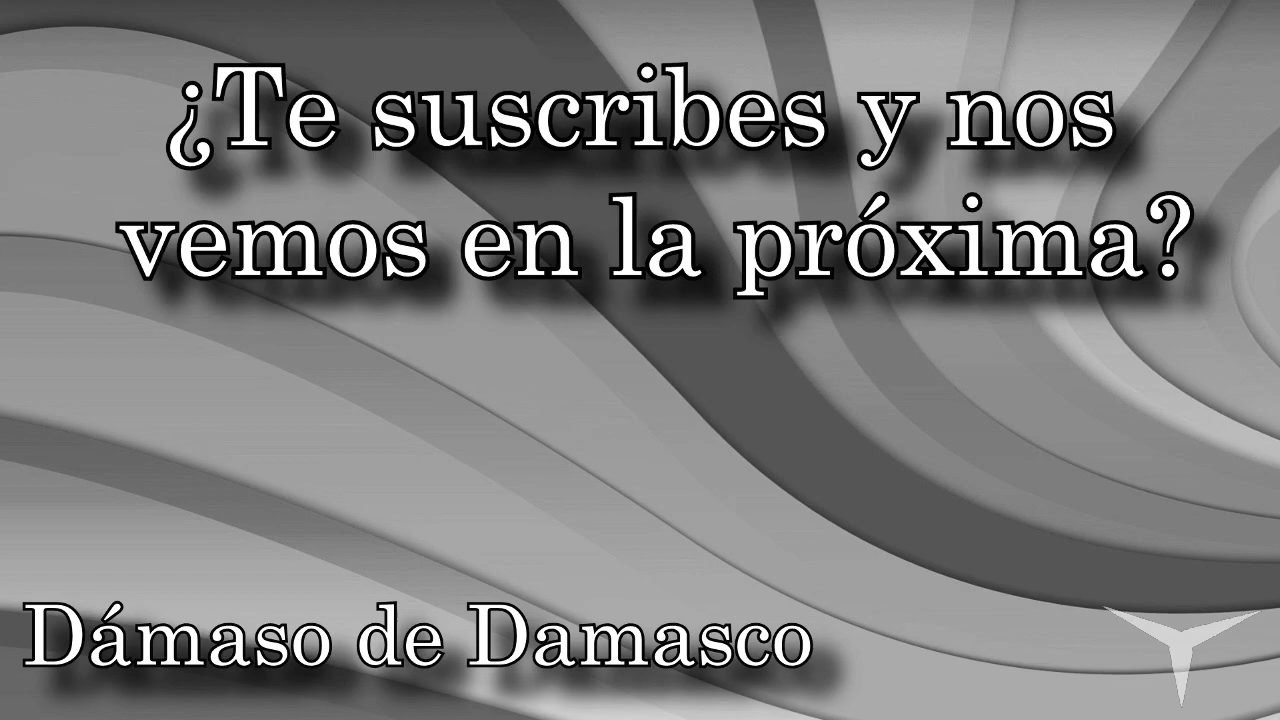 ¿Te suscribes y nos
vemos en la próxima?
Dámaso de Damasco